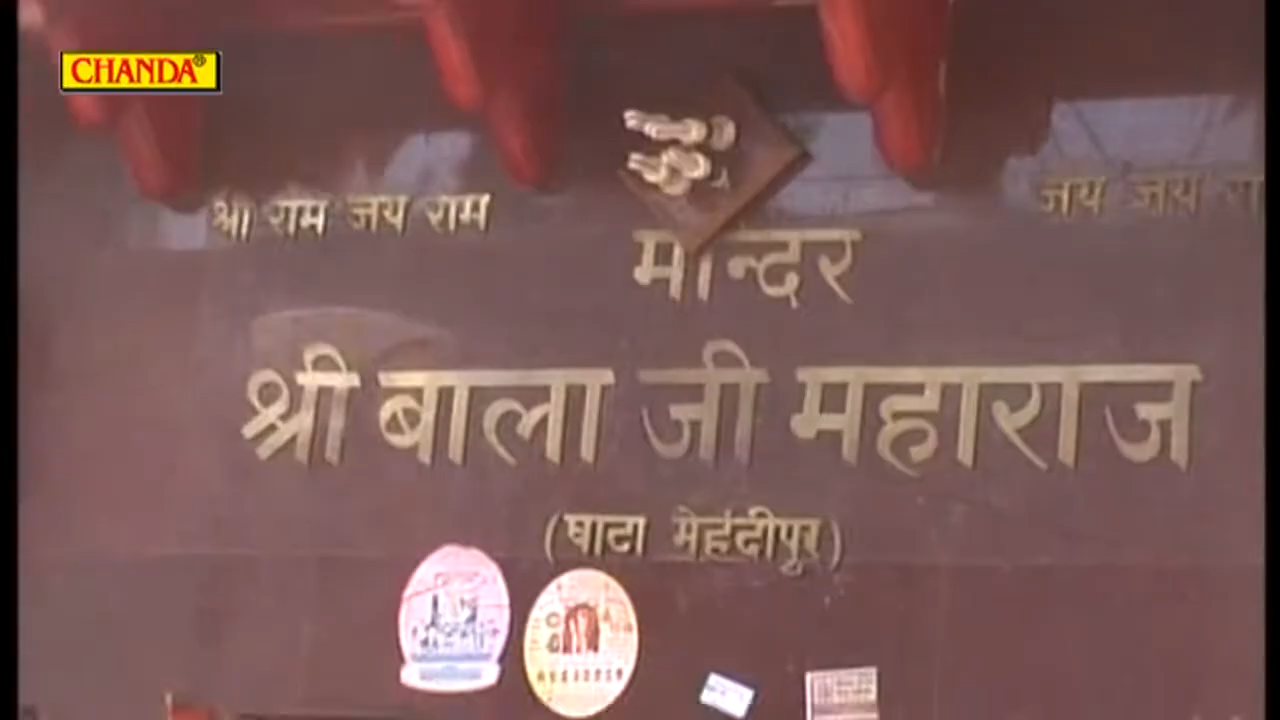 CHANDA®
श्री राम जय राम
जय जय
मन्दिर
श्री बाला जी महाराज
(घाटा मेहंदीपुर)